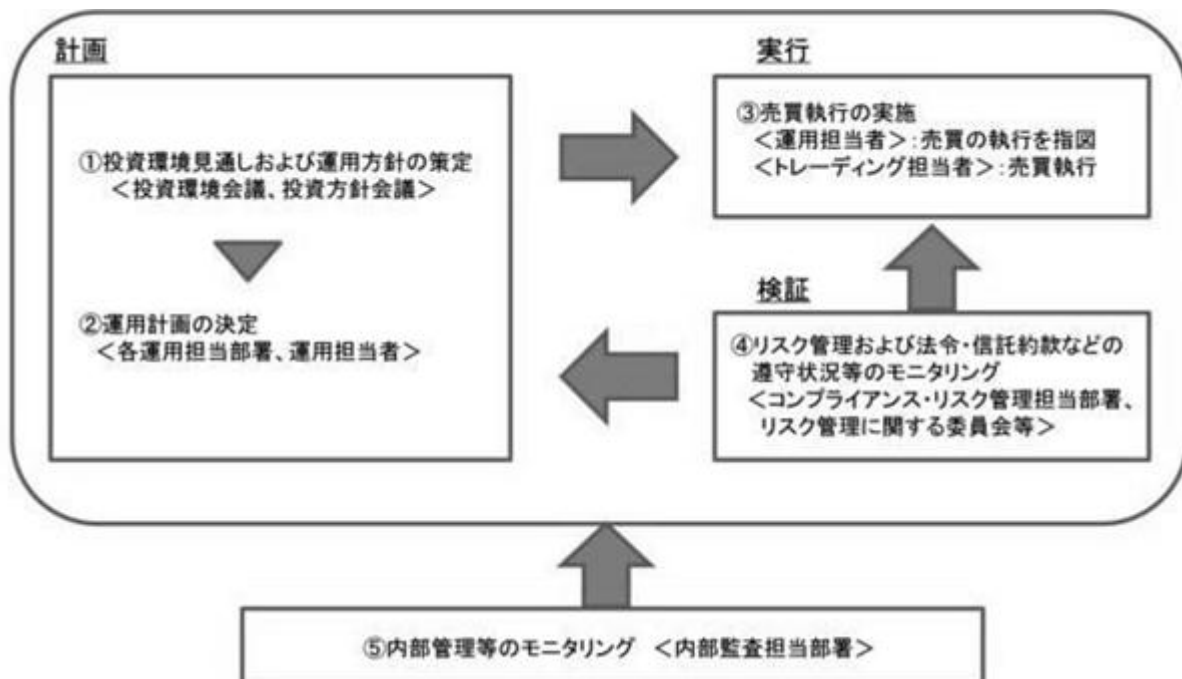 計画
①投資環境見通しおよび運用方針の策定
<投資環境会議、投資方針会議>
②運用計画の決定
<各運用担当部署、運用担当者>
実行
③売買執行の実施
<運用担当者>:売買の執行を指図
<トレーディング担当者>:売買執行
検証
④リスク管理および法令・信託約款などの
遵守状況等のモニタリング
<コンプライアンス・リスク管理担当部署、
リスク管理に関する委員会等>
⑤内部管理等のモニタリング <内部監査担当部署>